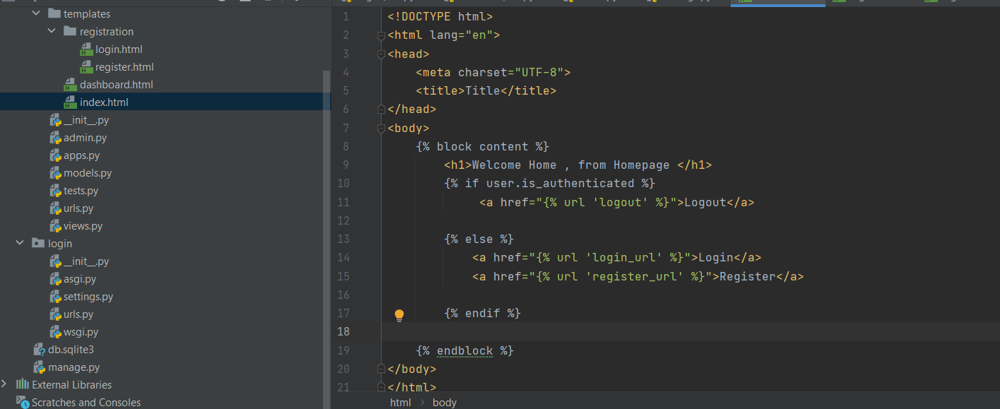 templates
registration
login.html
register.html
dashboard.html
index.html
__init__.py
admin.py
apps.py
models.py
tests.py
urls.py
views.py
login
__init__.py
asgi.py
settings.py
urls.py
wsgi.py
db.sqlite3
manage.py
External Libraries
Scratches and Consoles
1 <!DOCTYPE html>
2 <html lang="en">
3 <head>
4 <meta charset="UTF-8">
5 <title>Title</title>
6 </head>
7 <body>
8 {% block content %}
9 <h1>Welcome Home , from Homepage </h1>
10 {% if user.is_authenticated %}
11 <a href="{% url 'logout' %}">Logout</a>
12
13 {% else %}
14 <a href="{% url 'login_url' %}">Login</a>
15 <a href="{% url 'register_url' %}">Register</a>
16
17 {% endif %}
18
19 {% endblock %}
20 </body>
21 </html>
html > body